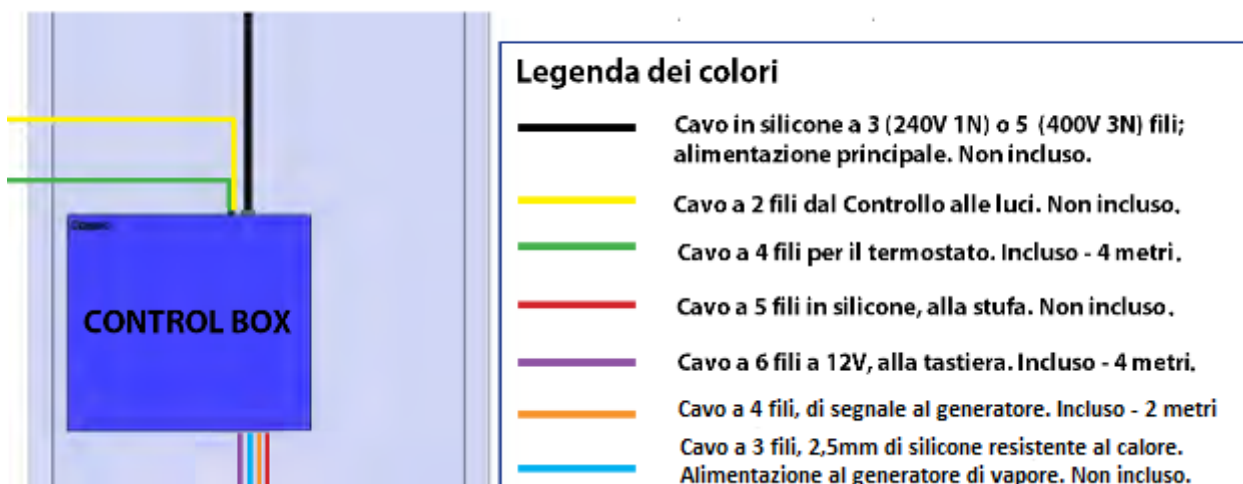 Legenda dei colori
Cavo in silicone a 3 (240V 1N) o 5 (400V 3N) fili;
alimentazione principale. Non incluso.
Cavo a 2 fili dal Controllo alle luci. Non incluso.
Cavo a 4 fili per il termostato. Incluso - 4 metri.
CONTROL BOX
Cavo a 5 fili in silicone, alla stufa. Non incluso.
Cavo a 6 fili a 12V, alla tastiera. Incluso - 4 metri.
Cavo a 4 fili, di segnale al generatore. Incluso - 2 metri
Cavo a 3 fili, 2,5mm di silicone resistente al calore.
Alimentazione al generatore di vapore. Non incluso.